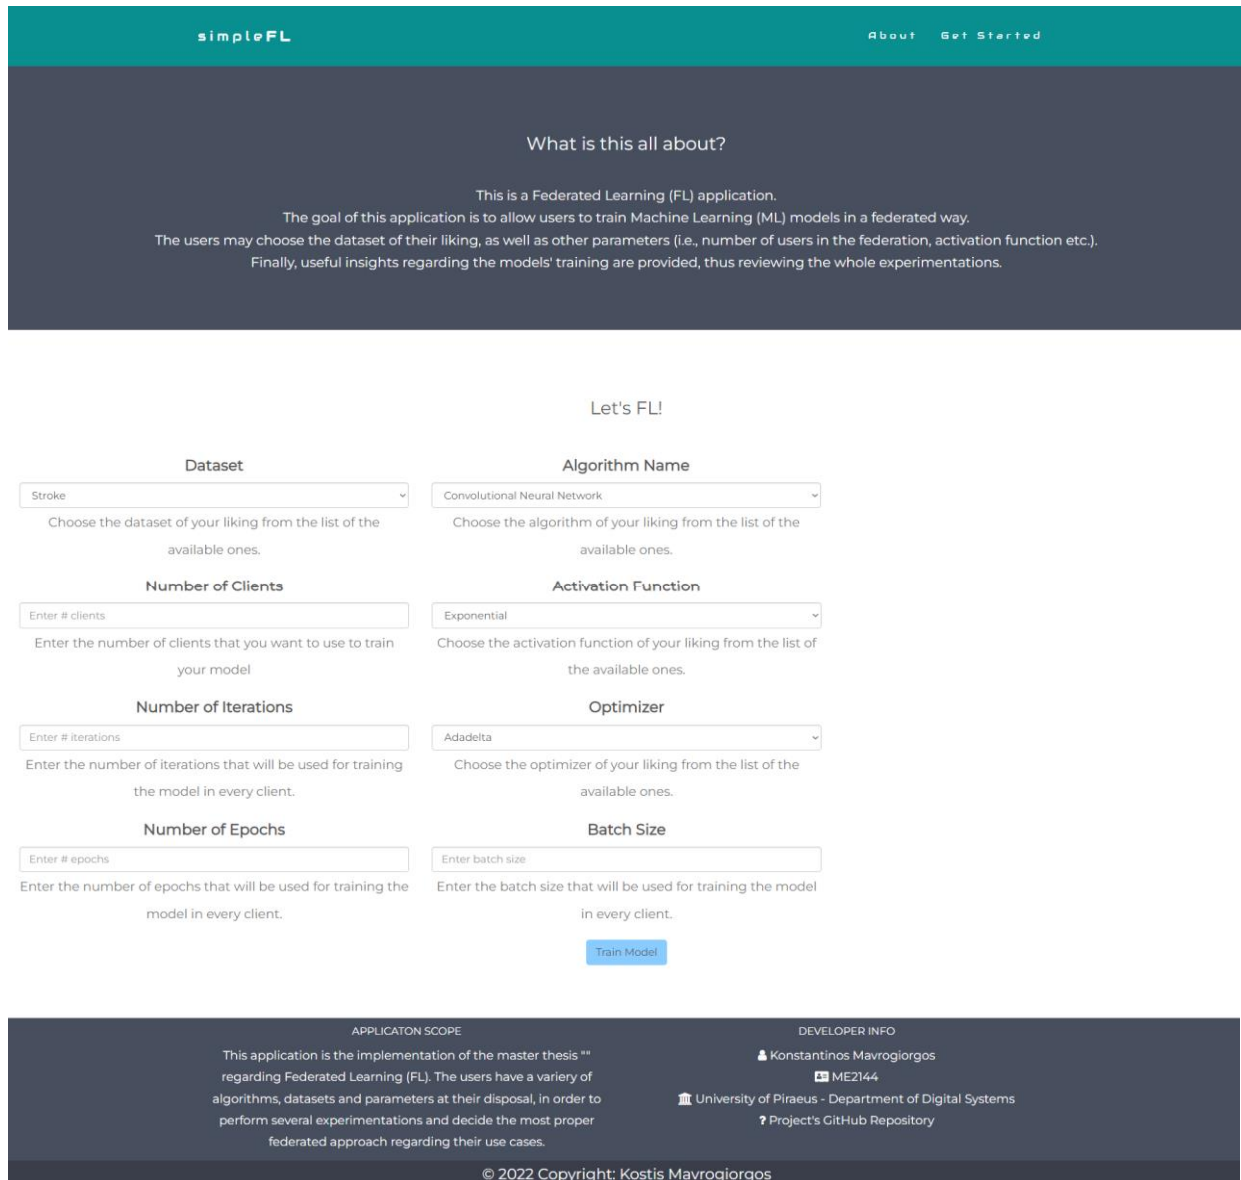 simpleFL
About Get Started
What is this all about?
This is a Federated Learning (FL) application.
The goal of this application is to allow users to train Machine Learning (ML) models in a federated way.
The users may choose the dataset of their liking, as well as other parameters (i.e., number of users in the federation, activation function etc.).
Finally, useful insights regarding the models' training are provided, thus reviewing the whole experimentations.
Let's FL!
Dataset
Stroke
Choose the dataset of your liking from the list of the
available ones.
Algorithm Name
Convolutional Neural Network
Choose the algorithm of your liking from the list of the
available ones.
Number of Clients
Enter # clients
Enter the number of clients that you want to use to train
your model
Activation Function
Exponential
Choose the activation function of your liking from the list of
the available ones.
Number of Iterations
Enter # iterations
Enter the number of iterations that will be used for training
the model in every client.
Optimizer
Adadelta
Choose the optimizer of your liking from the list of the
available ones.
Number of Epochs
Enter # epochs
Enter the number of epochs that will be used for training the
model in every client.
Batch Size
Enter batch size
Enter the batch size that will be used for training the model
in every client.
Train Model
APPLICATON SCOPE
This application is the implementation of the master thesis ""
regarding Federated Learning (FL). The users have a variery of
algorithms, datasets and parameters at their disposal, in order to
perform several experimentations and decide the most proper
federated approach regarding their use cases.
DEVELOPER INFO
Konstantinos Mavrogiorgos
ME2144
University of Piraeus - Department of Digital Systems
? Project's GitHub Repository
© 2022 Copyright: Kostis Mavrogiorgos